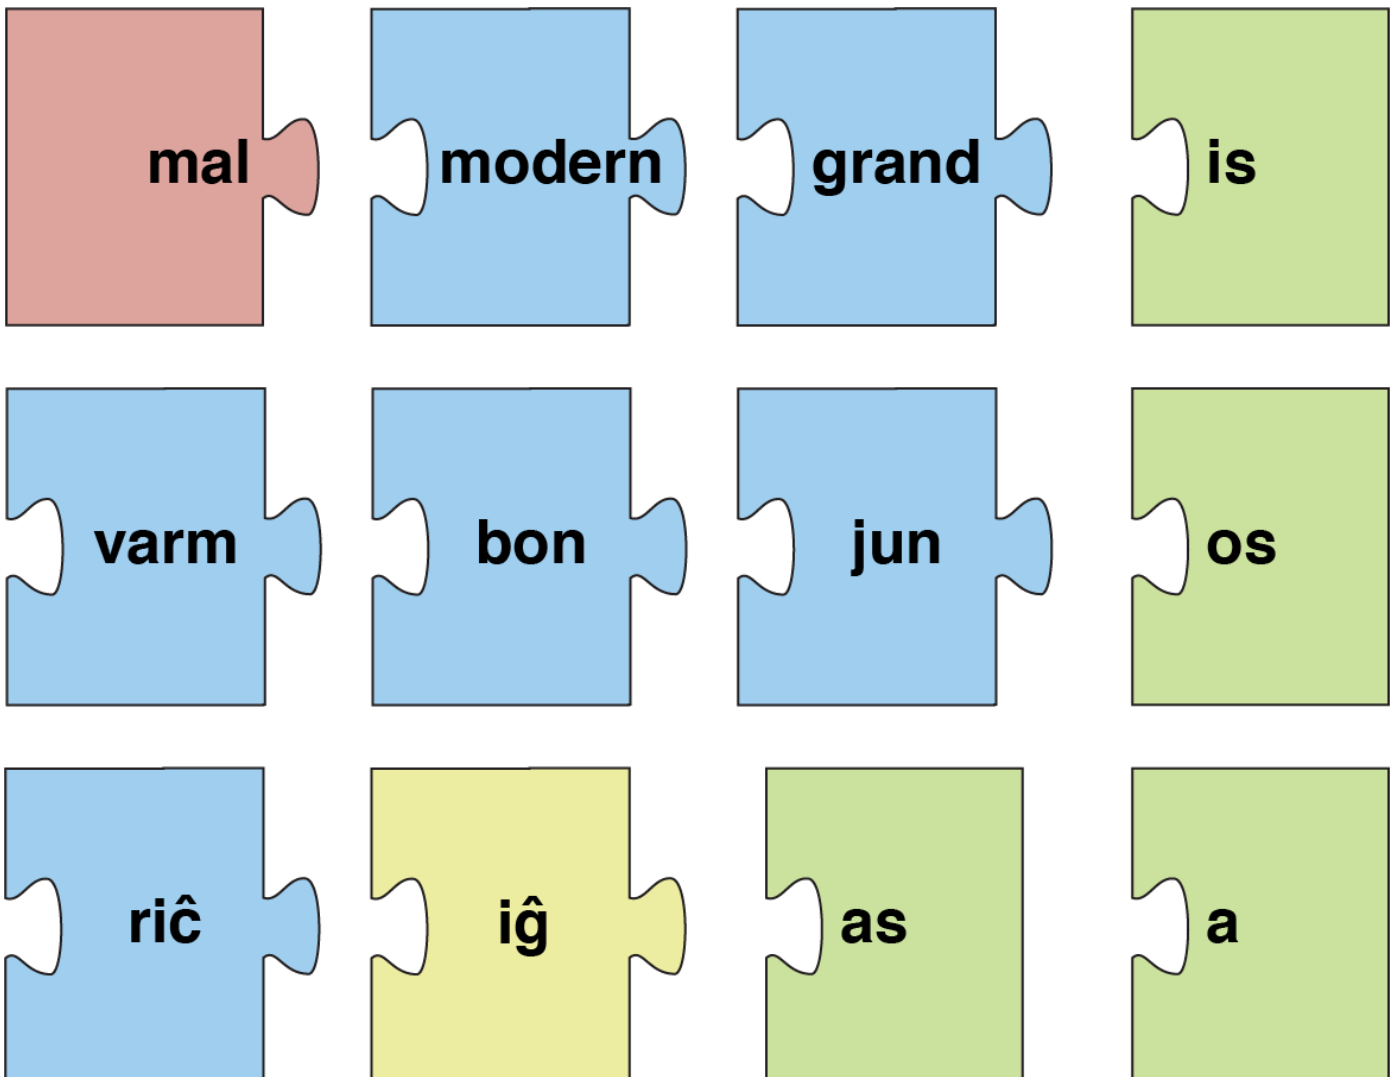 mal modern grand is
varm bon jun os
riĉ iĝ as a